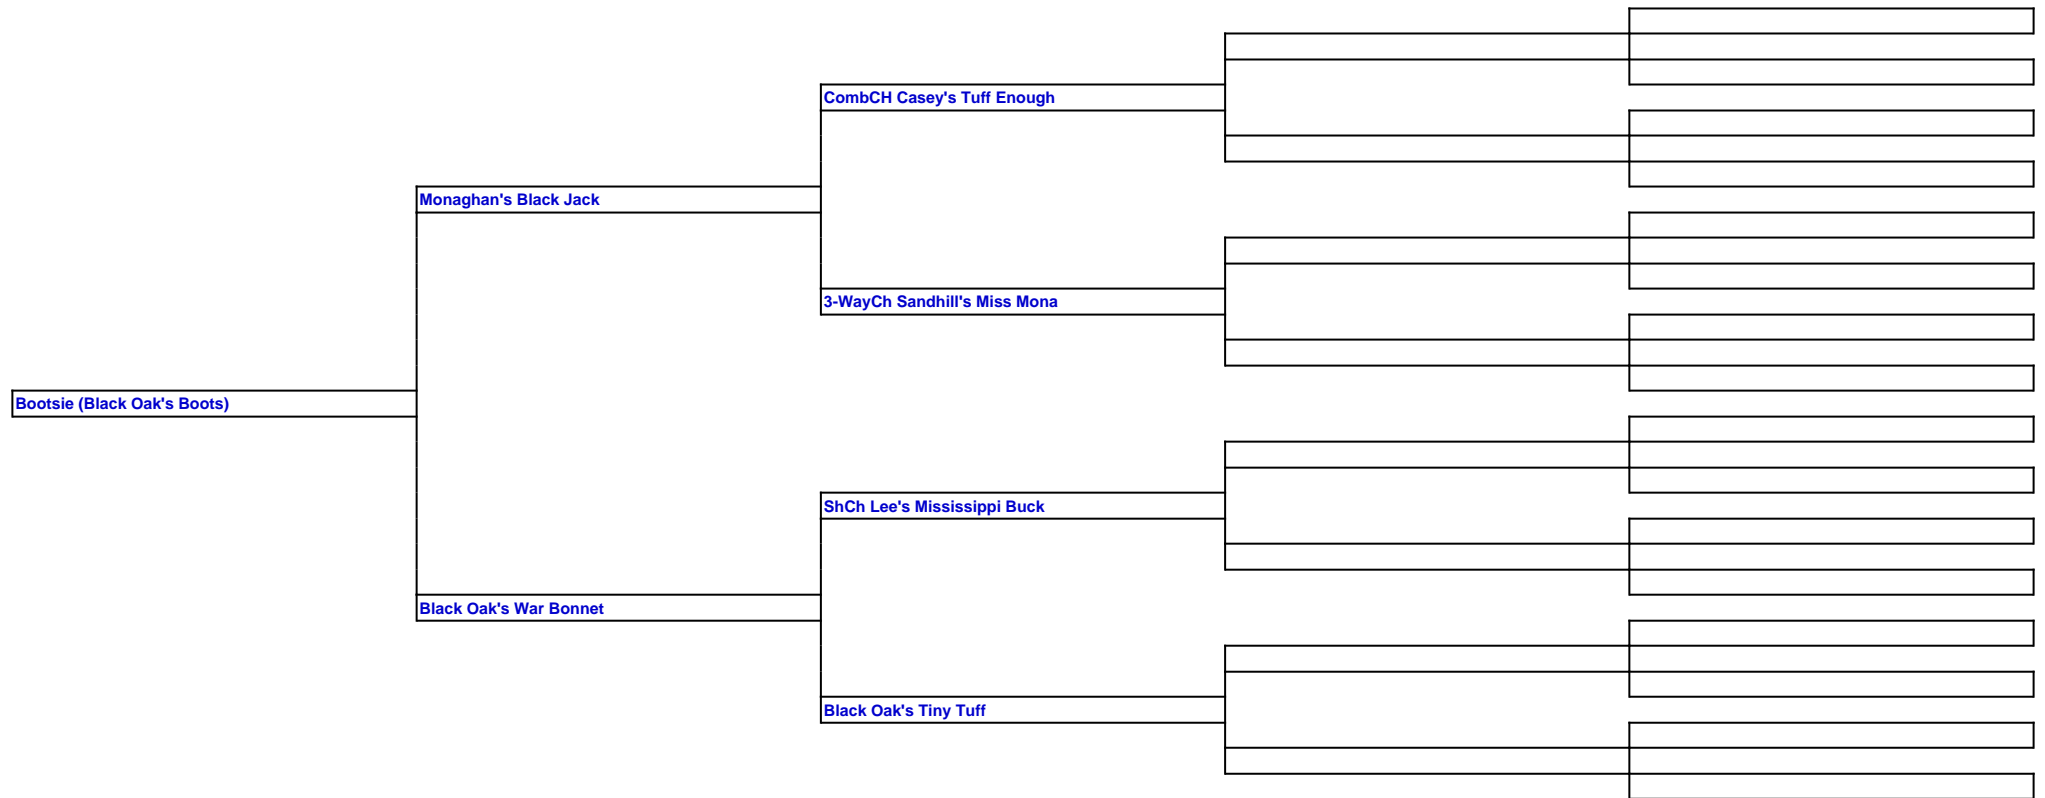 CombCH Casey's Tuff Enough
Monaghan's Black Jack
3-WayCh Sandhill's Miss Mona
Bootsie (Black Oak's Boots)
ShCh Lee's Mississippi Buck
Black Oak's War Bonnet
Black Oak's Tiny Tuff